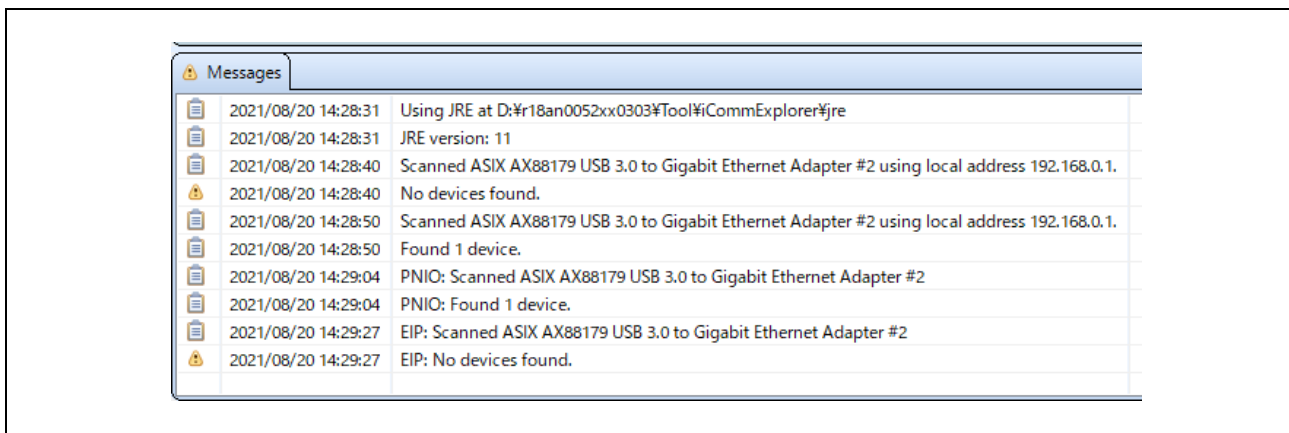 Messages
2021/08/20 14:28:31 Using JRE at D:¥r18an0052xx0303¥Tool¥iCommExplorer¥jre
2021/08/20 14:28:31 JRE version: 11
2021/08/20 14:28:40 Scanned ASIX AX88179 USB 3.0 to Gigabit Ethernet Adapter #2 using local address 192.168.0.1.
2021/08/20 14:28:40 No devices found.
2021/08/20 14:28:50 Scanned ASIX AX88179 USB 3.0 to Gigabit Ethernet Adapter #2 using local address 192.168.0.1.
2021/08/20 14:28:50 Found 1 device.
2021/08/20 14:29:04 PNIO: Scanned ASIX AX88179 USB 3.0 to Gigabit Ethernet Adapter #2
2021/08/20 14:29:04 PNIO: Found 1 device.
2021/08/20 14:29:27 EIP: Scanned ASIX AX88179 USB 3.0 to Gigabit Ethernet Adapter #2
2021/08/20 14:29:27 EIP: No devices found.